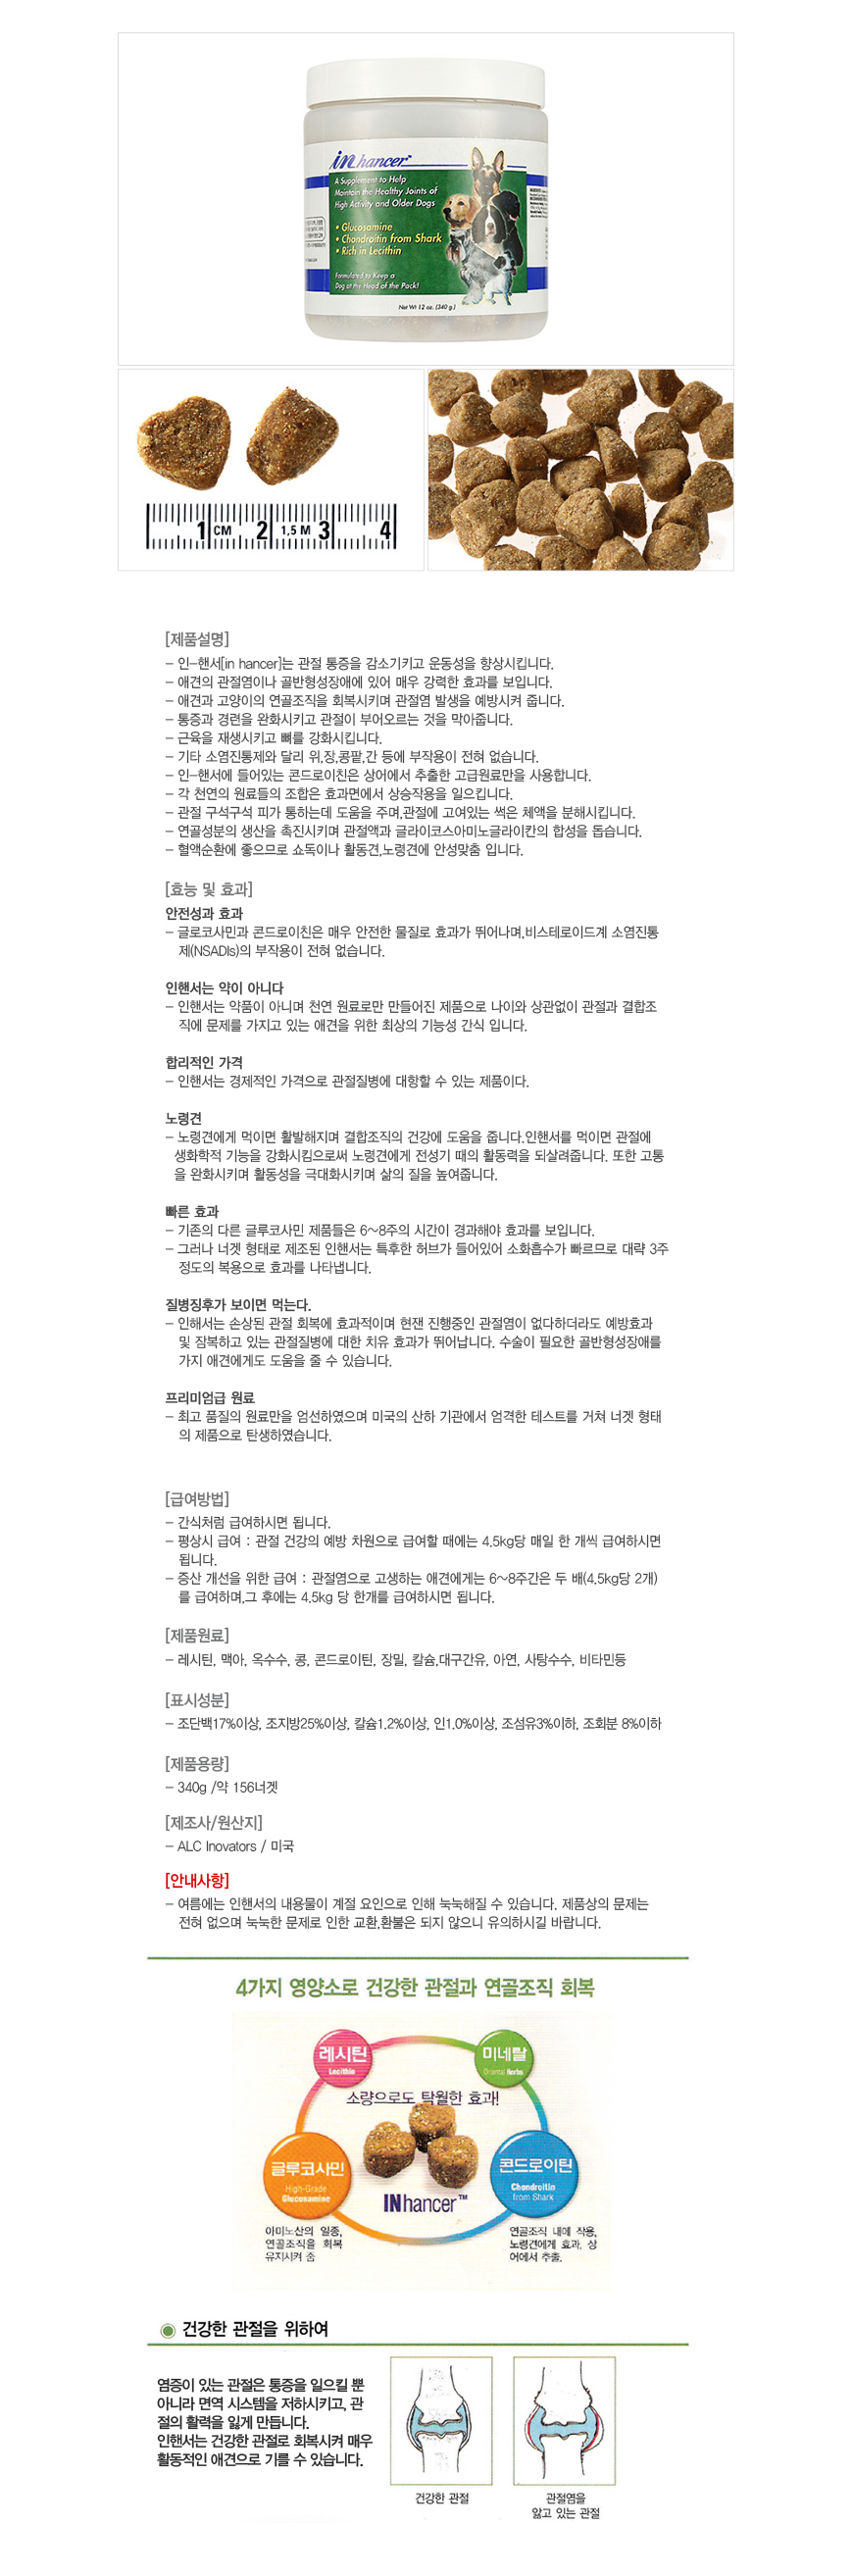 inhancer™
A Supplement to Help
Maintain the Healthy Joints of
High Activity and Older Dogs
• Glucosamine
• Chondroitin from Shark
• Rich in Lecithin
Formulated to Keep a
Dog at the Head of the Pack!
Net Wt 12 oz. (340 g)
1 CM 2 1,5 M 3 4
[제품설명]
- 인-핸서[in hancer]는 관절 통증을 감소기키고 운동성을 향상시킵니다.
- 애견의 관절염이나 골반형성장애에 있어 매우 강력한 효과를 보입니다.
- 애견과 고양이의 연골조직을 회복시키며 관절염 발생을 예방시켜 줍니다.
- 통증과 경련을 완화시키고 관절이 부어오르는 것을 막아줍니다.
- 근육을 재생시키고 뼈를 강화시킵니다.
- 기타 소염진통제와 달리 위,장,콩팥,간 등에 부작용이 전혀 없습니다.
- 인-핸서에 들어있는 콘드로이친은 상어에서 추출한 고급원료만을 사용합니다.
- 각 천연의 원료들의 조합은 효과면에서 상승작용을 일으킵니다.
- 관절 구석구석 피가 통하는데 도움을 주며,관절에 고여있는 썩은 체액을 분해시킵니다.
- 연골성분의 생산을 촉진시키며 관절액과 글라이코스아미노글라이칸의 합성을 돕습니다.
- 혈액순환에 좋으므로 쇼독이나 활동견,노령견에 안성맞춤 입니다.
[효능 및 효과]
안전성과 효과
- 글로코사민과 콘드로이친은 매우 안전한 물질로 효과가 뛰어나며,비스테로이드계 소염진통
제(NSADIs)의 부작용이 전혀 없습니다.
인핸서는 약이 아니다
- 인핸서는 약품이 아니며 천연 원료로만 만들어진 제품으로 나이와 상관없이 관절과 결합조
직에 문제를 가지고 있는 애견을 위한 최상의 기능성 간식 입니다.
합리적인 가격
- 인핸서는 경제적인 가격으로 관절질병에 대항할 수 있는 제품이다.
노령견
- 노령견에게 먹이면 활발해지며 결합조직의 건강에 도움을 줍니다.인핸서를 먹이면 관절에
생화학적 기능을 강화시킴으로써 노령견에게 전성기 때의 활동력을 되살려줍니다. 또한 고통
을 완화시키며 활동성을 극대화시키며 삶의 질을 높여줍니다.
빠른 효과
- 기존의 다른 글루코사민 제품들은 6~8주의 시간이 경과해야 효과를 보입니다.
- 그러나 너겟 형태로 제조된 인핸서는 특후한 허브가 들어있어 소화흡수가 빠르므로 대략 3주
정도의 복용으로 효과를 나타냅니다.
질병징후가 보이면 먹는다.
- 인해서는 손상된 관절 회복에 효과적이며 현잰 진행중인 관절염이 없다하더라도 예방효과
및 잠복하고 있는 관절질병에 대한 치유 효과가 뛰어납니다. 수술이 필요한 골반형성장애를
가지 애견에게도 도움을 줄 수 있습니다.
프리미엄급 원료
- 최고 품질의 원료만을 엄선하였으며 미국의 산하 기관에서 엄격한 테스트를 거쳐 너겟 형태
의 제품으로 탄생하였습니다.
[급여방법]
- 간식처럼 급여하시면 됩니다.
- 평상시 급여 : 관절 건강의 예방 차원으로 급여할 때에는 4.5kg당 매일 한 개씩 급여하시면
됩니다.
- 증산 개선을 위한 급여 : 관절염으로 고생하는 애견에게는 6~8주간은 두 배(4.5kg당 2개)
를 급여하며,그 후에는 4.5kg 당 한개를 급여하시면 됩니다.
[제품원료]
- 레시틴, 맥아, 옥수수, 콩, 콘드로이틴, 장밀, 칼슘,대구간유, 아연, 사탕수수, 비타민등
[표시성분]
- 조단백17%이상, 조지방25%이상, 칼슘1.2%이상, 인1.0%이상, 조섬유3%이하, 조회분 8%이하
[제품용량]
- 340g /약 156너겟
[제조사/원산지]
- ALC Inovators / 미국
[안내사항]
- 여름에는 인핸서의 내용물이 계절 요인으로 인해 눅눅해질 수 있습니다. 제품상의 문제는
전혀 없으며 눅눅한 문제로 인한 교환,환불은 되지 않으니 유의하시길 바랍니다.
4가지 영양소로 건강한 관절과 연골조직 회복
레시틴
Lecithin
미네랄
Oriental Herbs
소량으로도 탁월한 효과!
글루코사민
High-Grade
Glucosamine
콘드로이틴
Chondroitin
from Shark
INhancer™
아미노산의 일종,
연골조직을 회복
유지시켜 줌
연골조직 내에 작용,
노령견에게 효과. 상
어에서 추출.
건강한 관절을 위하여
염증이 있는 관절은 통증을 일으킬 뿐
아니라 면역 시스템을 저하시키고, 관
절의 활력을 잃게 만듭니다.
인핸서는 건강한 관절로 회복시켜 매우
활동적인 애견으로 기를 수 있습니다.
건강한 관절
관절염을
앓고 있는 관절